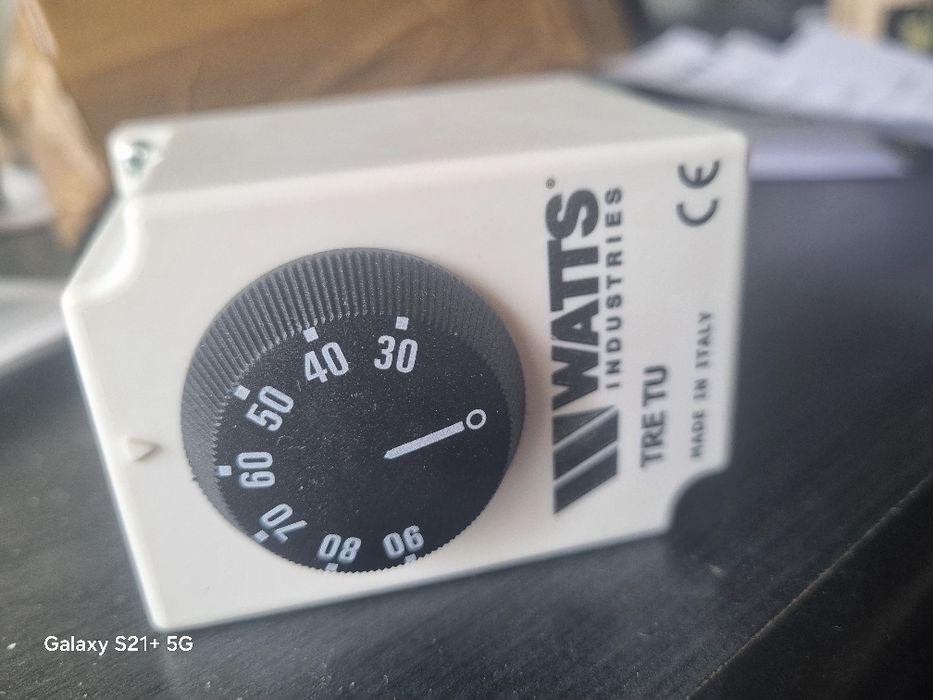 30
40
50
60
70
80
90
WATTS®
INDUSTRIES
TRE TU
CE
MADE IN ITALY
Galaxy S21+ 5G